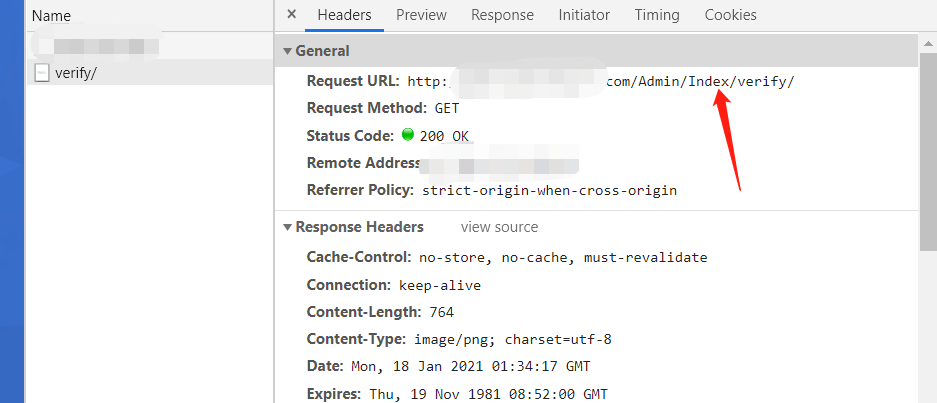 Name
verify/
× Headers Preview Response Initiator Timing Cookies
General
Request URL: http: com/Admin/Index/verify/
Request Method: GET
Status Code: 200 OK
Remote Address
Referrer Policy: strict-origin-when-cross-origin
Response Headers view source
Cache-Control: no-store, no-cache, must-revalidate
Connection: keep-alive
Content-Length: 764
Content-Type: image/png; charset=utf-8
Date: Mon, 18 Jan 2021 01:34:17 GMT
Expires: Thu, 19 Nov 1981 08:52:00 GMT